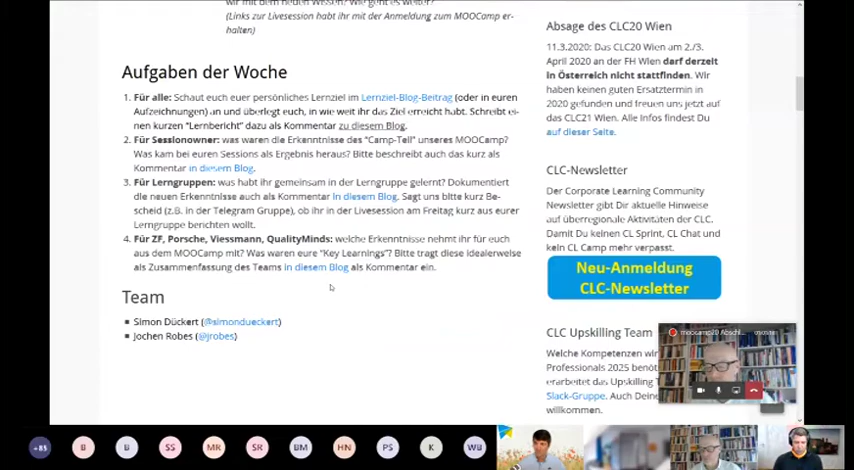 wir mit dem neuen Wissen? Wie geht es weiter?
(Links zur Livesession habt ihr mit der Anmeldung zum MOOCamp er-
halten)
Aufgaben der Woche
1. Für alle: Schaut euch euer persönliches Lernziel im Lernziel-Blog-Beitrag (oder in euren
Aufzeichnungen) an und überlegt euch, in wie weit ihr das Ziel erreicht habt. Schreibt ei-
nen kurzen "Lernbericht" dazu als Kommentar zu diesem Blog.
2. Für Sessionowner: was waren die Erkenntnisse des "Camp-Teil" unseres MOOCamp?
Was kam bei euren Sessions als Ergebnis heraus? Bitte beschreibt auch das kurz als
Kommentar in diesem Blog.
3. Für Lerngruppen: was habt ihr gemeinsam in der Lerngruppe gelernt? Dokumentiert
die neuen Erkenntnisse auch als Kommentar in diesem Blog. Sagt uns bitte kurz Be-
scheid (z.B. in der Telegram Gruppe), ob ihr in der Livesession am Freitag kurz aus eurer
Lerngruppe berichten wollt.
4. Für ZF, Porsche, Viessmann, QualityMinds: welche Erkenntnisse nehmt ihr für euch
aus dem MOOCamp mit? Was waren eure "Key Learnings"? Bitte tragt diese idealerweise
als Zusammenfassung des Teams in diesem Blog als Kommentar ein.
Team
Simon Dückert (@simondueckert)
Jochen Robes (@jrobes)
Absage des CLC20 Wien
11.3.2020: Das CLC20 Wien am 2./3.
April 2020 an der FH Wien darf derzeit
in Österreich nicht stattfinden. Wir
haben keinen guten Ersatztermin in
2020 gefunden und freuen uns jetzt auf
das CLC21 Wien. Alle Infos findest Du
auf dieser Seite.
CLC-Newsletter
Der Corporate Learning Community
Newsletter gibt Dir aktuelle Hinweise
auf überregionale Aktivitäten der CLC.
Damit Du keinen CL Sprint, CL Chat und
kein CL Camp mehr verpasst.
Neu-Anmeldung
CLC-Newsletter
CLC Upskilling Team
Welche Kompetenzen wir
Professionals 2025 benöt
erarbeitet das Upskilling T
Slack-Gruppe. Auch Deine
willkommen.
moocamp20 Abschl...
+85
B
B
SS
MR
SR
BM
HN
PS
K
WU